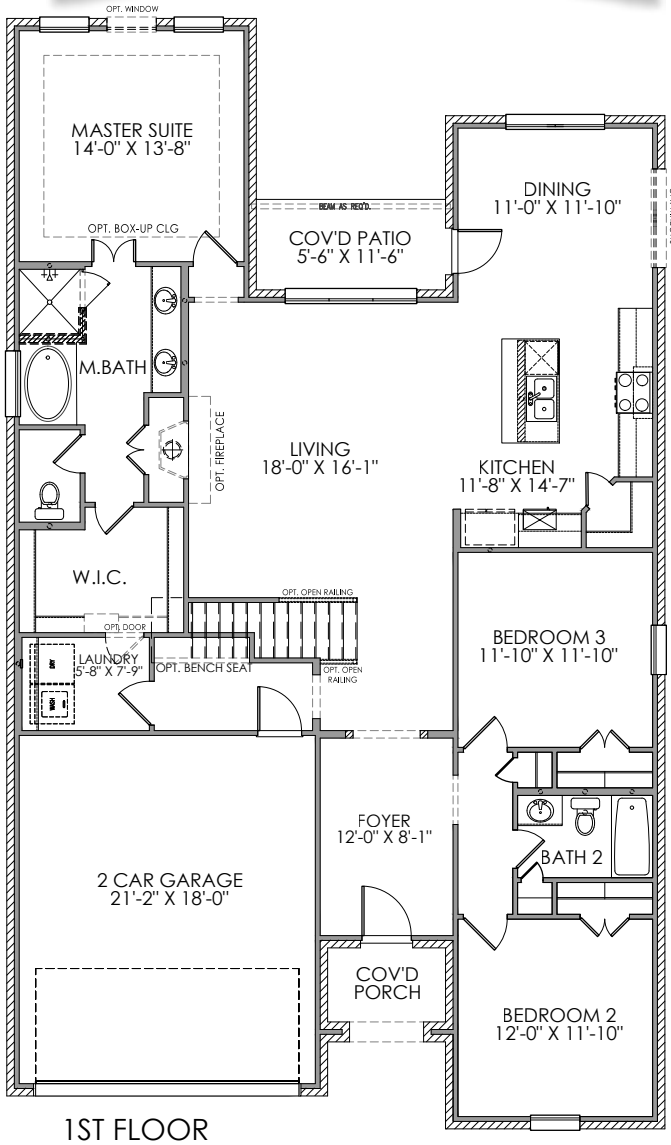 OPT. WINDOW
MASTER SUITE
14'-0" X 13'-8"
OPT. BOX-UP CLG
BEAM AS REQ'D.
COV'D PATIO
5'-6" X 11'-6"
DINING
11'-0" X 11'-10"
M.BATH
OPT. FIREPLACE
LIVING
18'-0" X 16'-1"
KITCHEN
11'-8" X 14'-7"
W.I.C.
OPT. DOOR
OPT. OPEN RAILING
LAUNDRY
5'-8" X 7'-9"
DRY
WASH
OPT. BENCH SEAT
OPT. OPEN
RAILING
BEDROOM 3
11'-10" X 11'-10"
FOYER
12'-0" X 8'-1"
BATH 2
2 CAR GARAGE
21'-2" X 18'-0"
COV'D
PORCH
BEDROOM 2
12'-0" X 11'-10"
1ST FLOOR